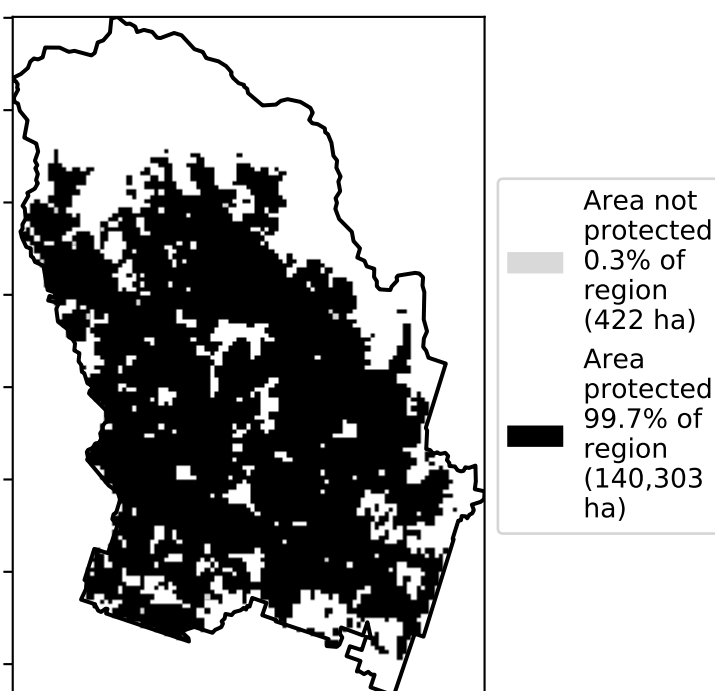 Area not
protected
0.3% of
region
(422 ha)
Area
protected
99.7% of
region
(140,303
ha)